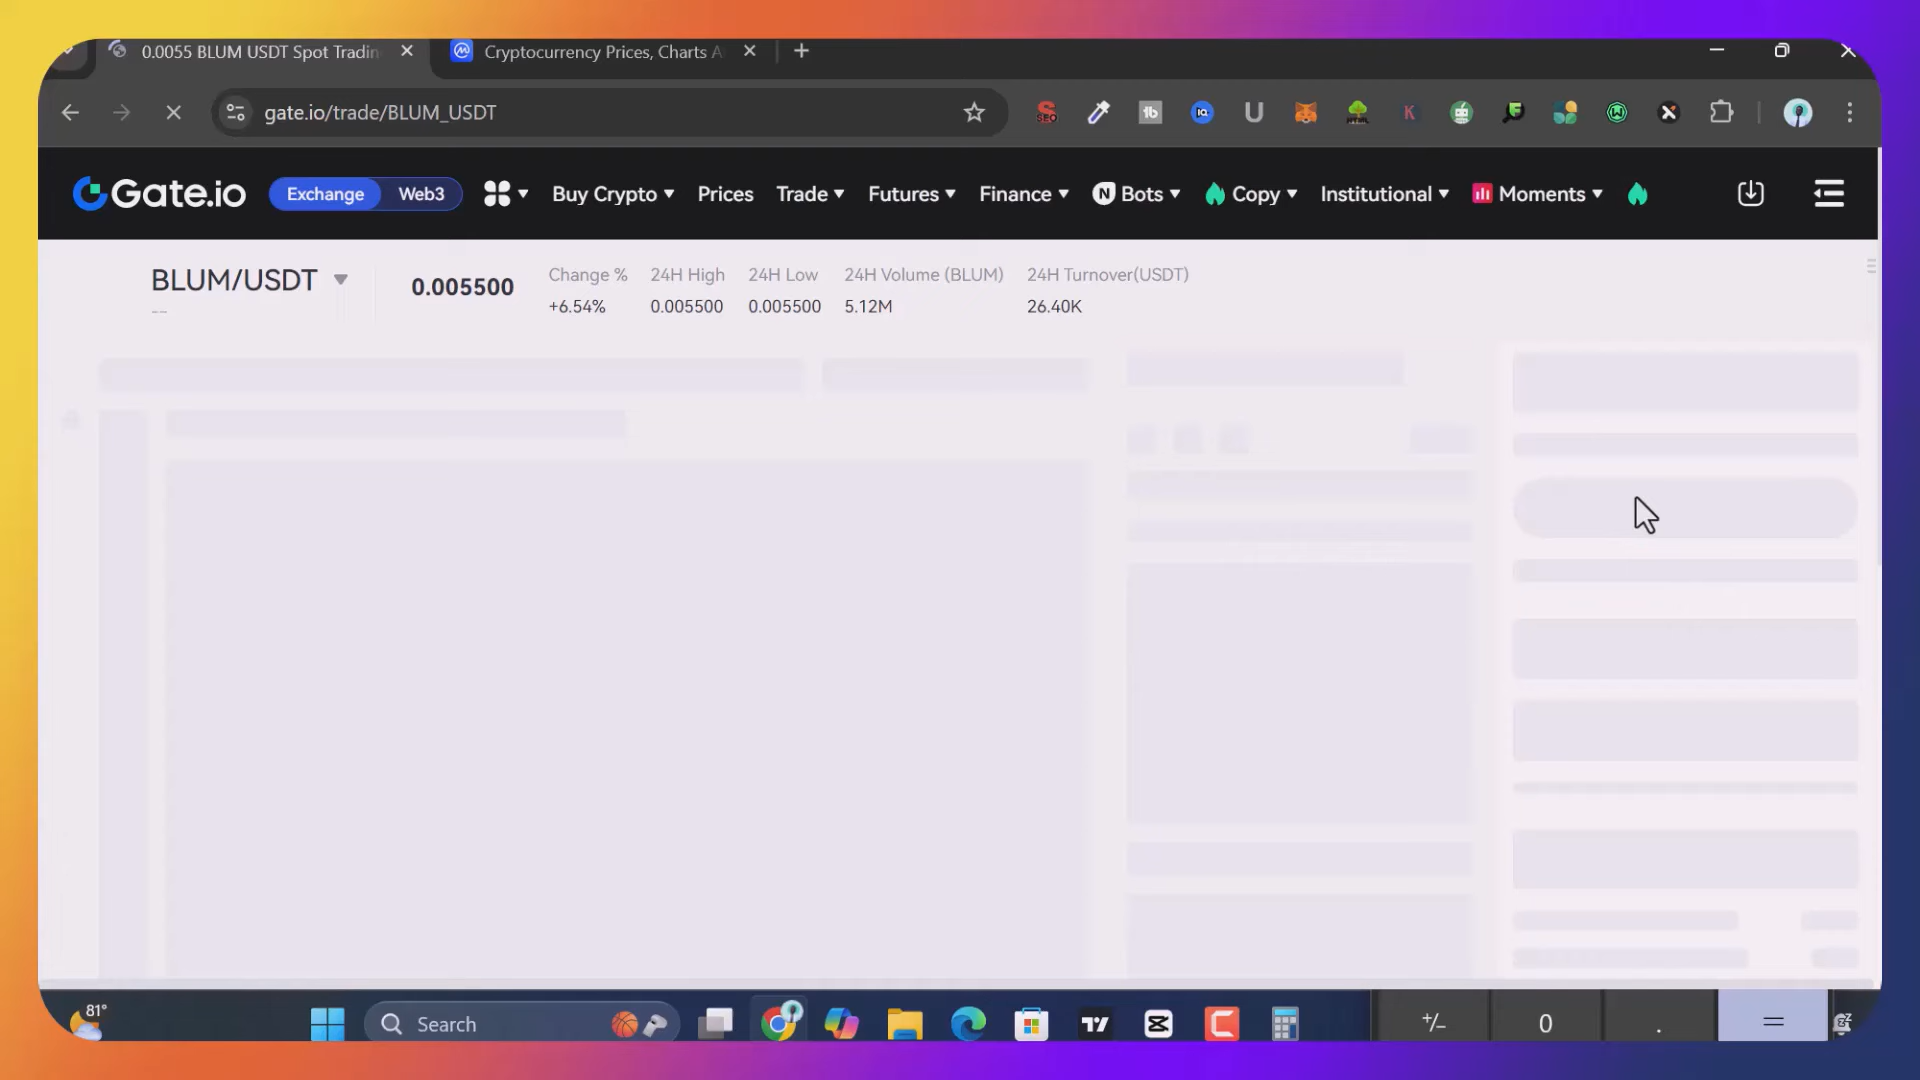 0.0055 BLUM USDT Spot Tradin
Cryptocurrency Prices, Charts A
gate.io/trade/BLUM_USDT
Gate.io
Exchange
Web3
Buy Crypto
Prices
Trade
Futures
Finance
Bots
Copy
Institutional
Moments
BLUM/USDT
--
0.005500
Change %
24H High
24H Low
24H Volume (BLUM)
24H Turnover(USDT)
+6.54%
0.005500
0.005500
5.12M
26.40K
81°
Search
+/-
0
.
=